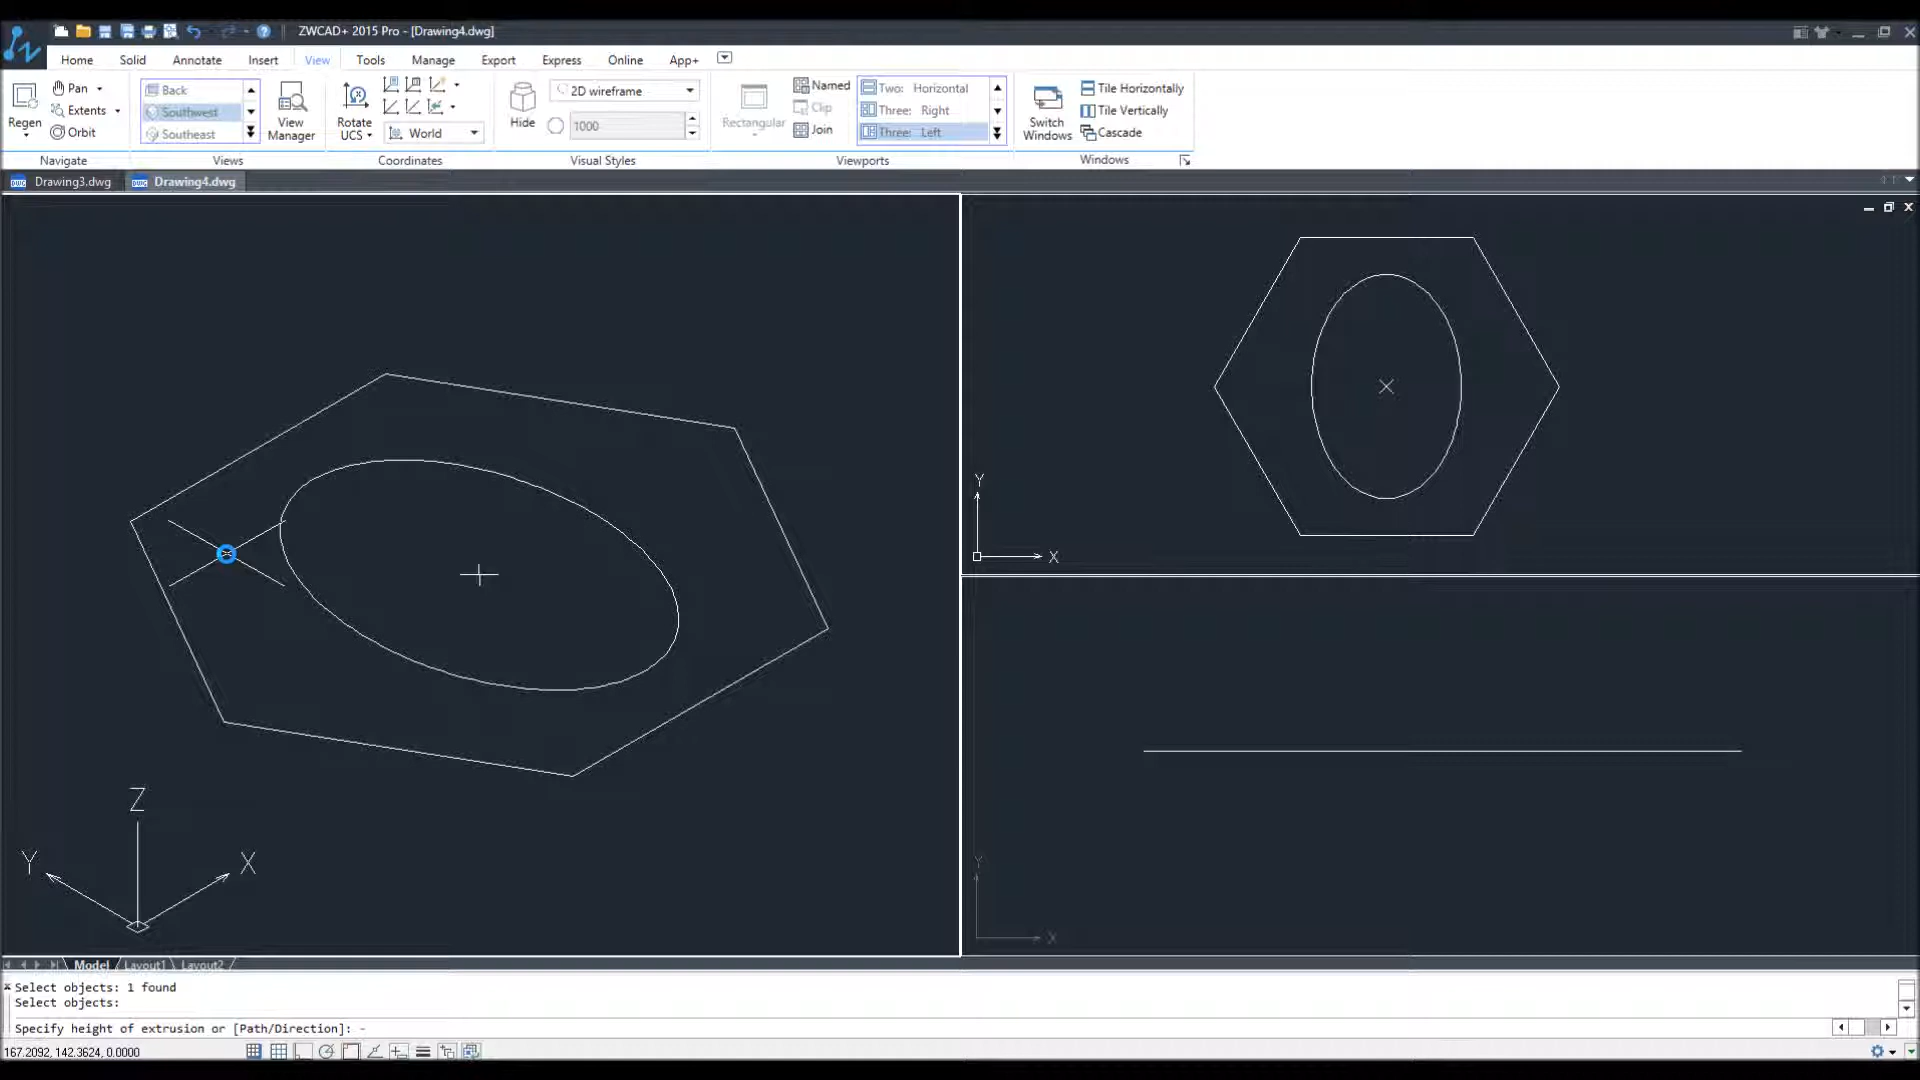 ZWCAD+ 2015 Pro - [Drawing4.dwg]
Home Solid Annotate Insert View Tools Manage Export Express Online App+
Regen
Pan
Extents
Orbit
Navigate
Back
Southwest
Southeast
Views
View Manager
Rotate UCS
World
Coordinates
Hide
2D wireframe
1000
Visual Styles
Rectangular
Named
Clip
Join
Two: Horizontal
Three: Right
Three: Left
Viewports
Switch Windows
Tile Horizontally
Tile Vertically
Cascade
Windows
Drawing3.dwg Drawing4.dwg
Y
X
Z
Y
X
Y
X
Model Layout1 Layout2
Select objects: 1 found
Select objects:
Specify height of extrusion or [Path/Direction]: -
167.2092, 142.3624, 0.0000